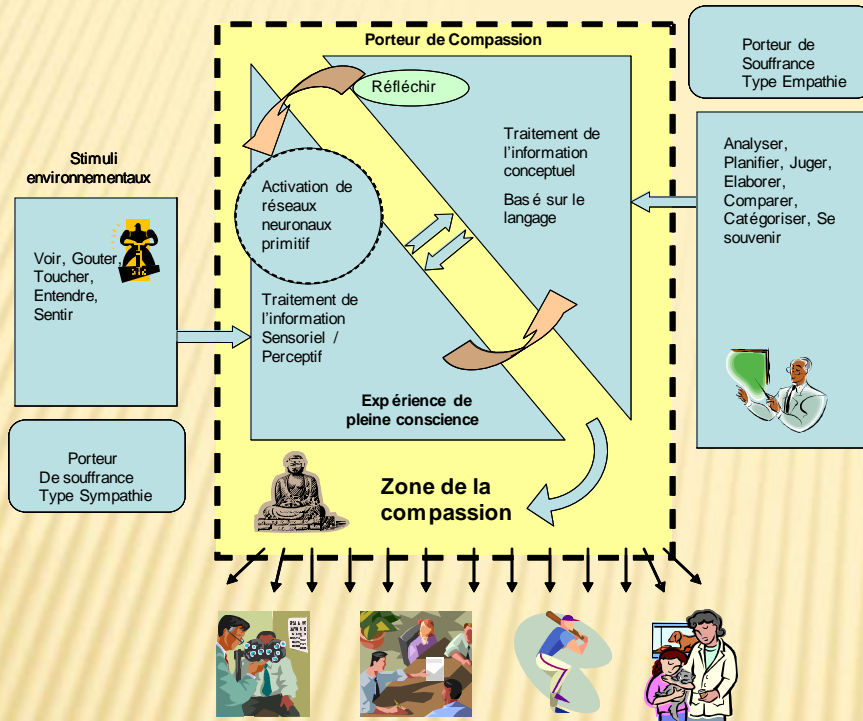 Porteur de Compassion
Réfléchir
Porteur de
Souffrance
Type Empathie
Stimuli
environnementaux
Voir, Gouter,
Toucher,
Entendre,
Sentir
Activation de
réseaux
neuronaux
primitif
Traitement de
l'information
Sensoriel /
Perceptif
Traitement de
l'information
conceptuel
Basé sur le
langage
Analyser,
Planifier, Juger,
Elaborer,
Comparer,
Catégoriser, Se
souvenir
Expérience de
pleine conscience
Porteur
De souffrance
Type Sympathie
Zone de la
compassion